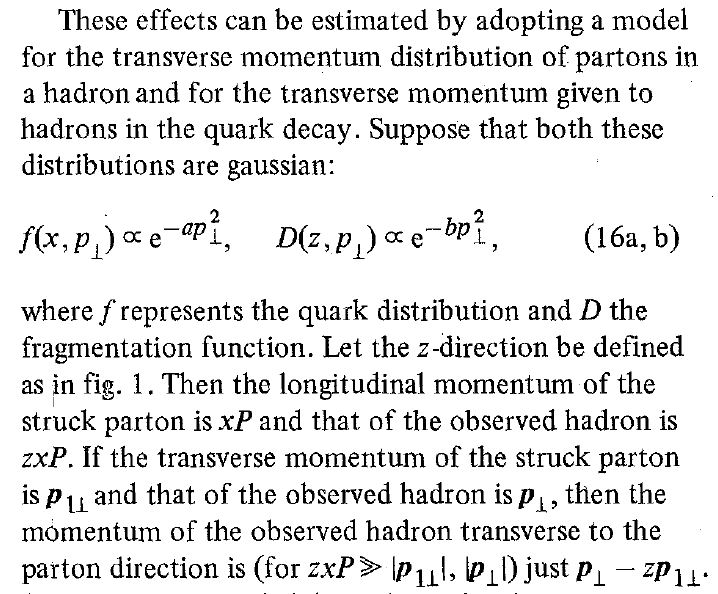 These effects can be estimated by adopting a model
for the transverse momentum distribution of partons in
a hadron and for the transverse momentum given to
hadrons in the quark decay. Suppose that both these
distributions are gaussian:
f(x, p⊥) ∝ e^{−ap⊥²}, D(z, p⊥) ∝ e^{−bp⊥²}, (16a, b)
where f represents the quark distribution and D the
fragmentation function. Let the z-direction be defined
as in fig. 1. Then the longitudinal momentum of the
struck parton is xP and that of the observed hadron is
zxP. If the transverse momentum of the struck parton
is p₁⊥ and that of the observed hadron is p⊥, then the
momentum of the observed hadron transverse to the
parton direction is (for zxP ≫ |p₁⊥|, |p⊥|) just p⊥ − zp₁⊥.